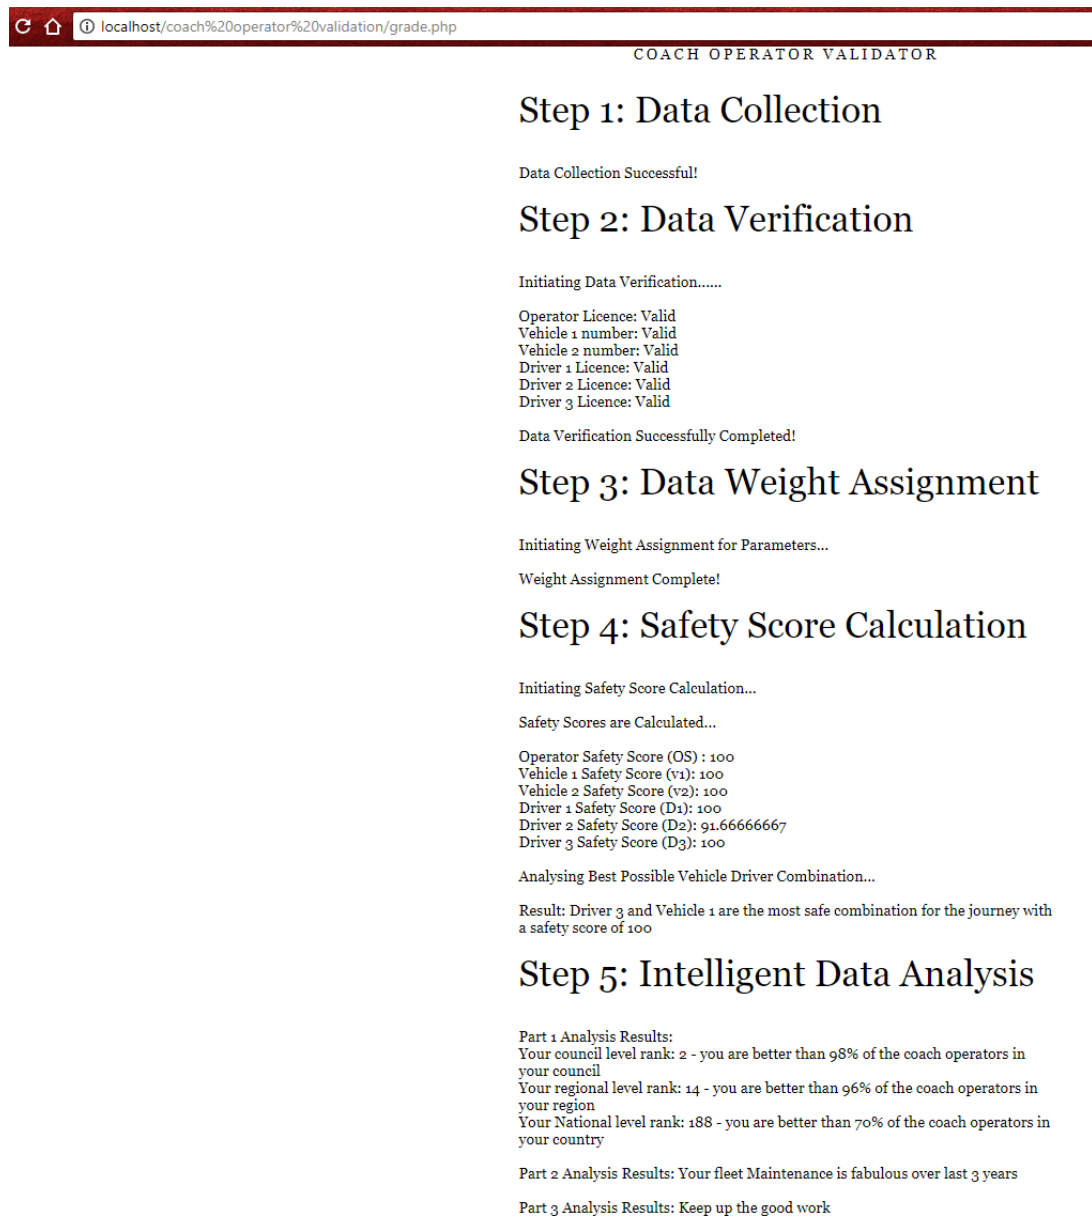 localhost/coach%20operator%20validation/grade.php
COACH OPERATOR VALIDATOR
Step 1: Data Collection
Data Collection Successful!
Step 2: Data Verification
Initiating Data Verification......
Operator Licence: Valid
Vehicle 1 number: Valid
Vehicle 2 number: Valid
Driver 1 Licence: Valid
Driver 2 Licence: Valid
Driver 3 Licence: Valid
Data Verification Successfully Completed!
Step 3: Data Weight Assignment
Initiating Weight Assignment for Parameters...
Weight Assignment Complete!
Step 4: Safety Score Calculation
Initiating Safety Score Calculation...
Safety Scores are Calculated...
Operator Safety Score (OS) : 100
Vehicle 1 Safety Score (v1): 100
Vehicle 2 Safety Score (v2): 100
Driver 1 Safety Score (D1): 100
Driver 2 Safety Score (D2): 91.66666667
Driver 3 Safety Score (D3): 100
Analysing Best Possible Vehicle Driver Combination...
Result: Driver 3 and Vehicle 1 are the most safe combination for the journey with
a safety score of 100
Step 5: Intelligent Data Analysis
Part 1 Analysis Results:
Your council level rank: 2 - you are better than 98% of the coach operators in
your council
Your regional level rank: 14 - you are better than 96% of the coach operators in
your region
Your National level rank: 188 - you are better than 70% of the coach operators in
your country
Part 2 Analysis Results: Your fleet Maintenance is fabulous over last 3 years
Part 3 Analysis Results: Keep up the good work